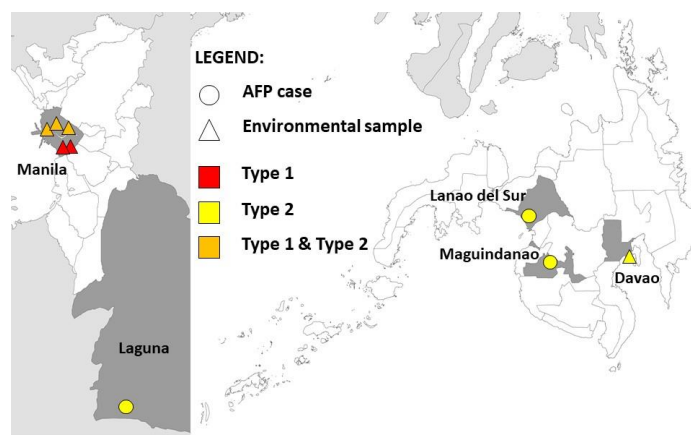 LEGEND:
AFP case
Environmental sample
Type 1
Type 2
Type 1 & Type 2
Manila
Laguna
Lanao del Sur
Maguindanao
Davao